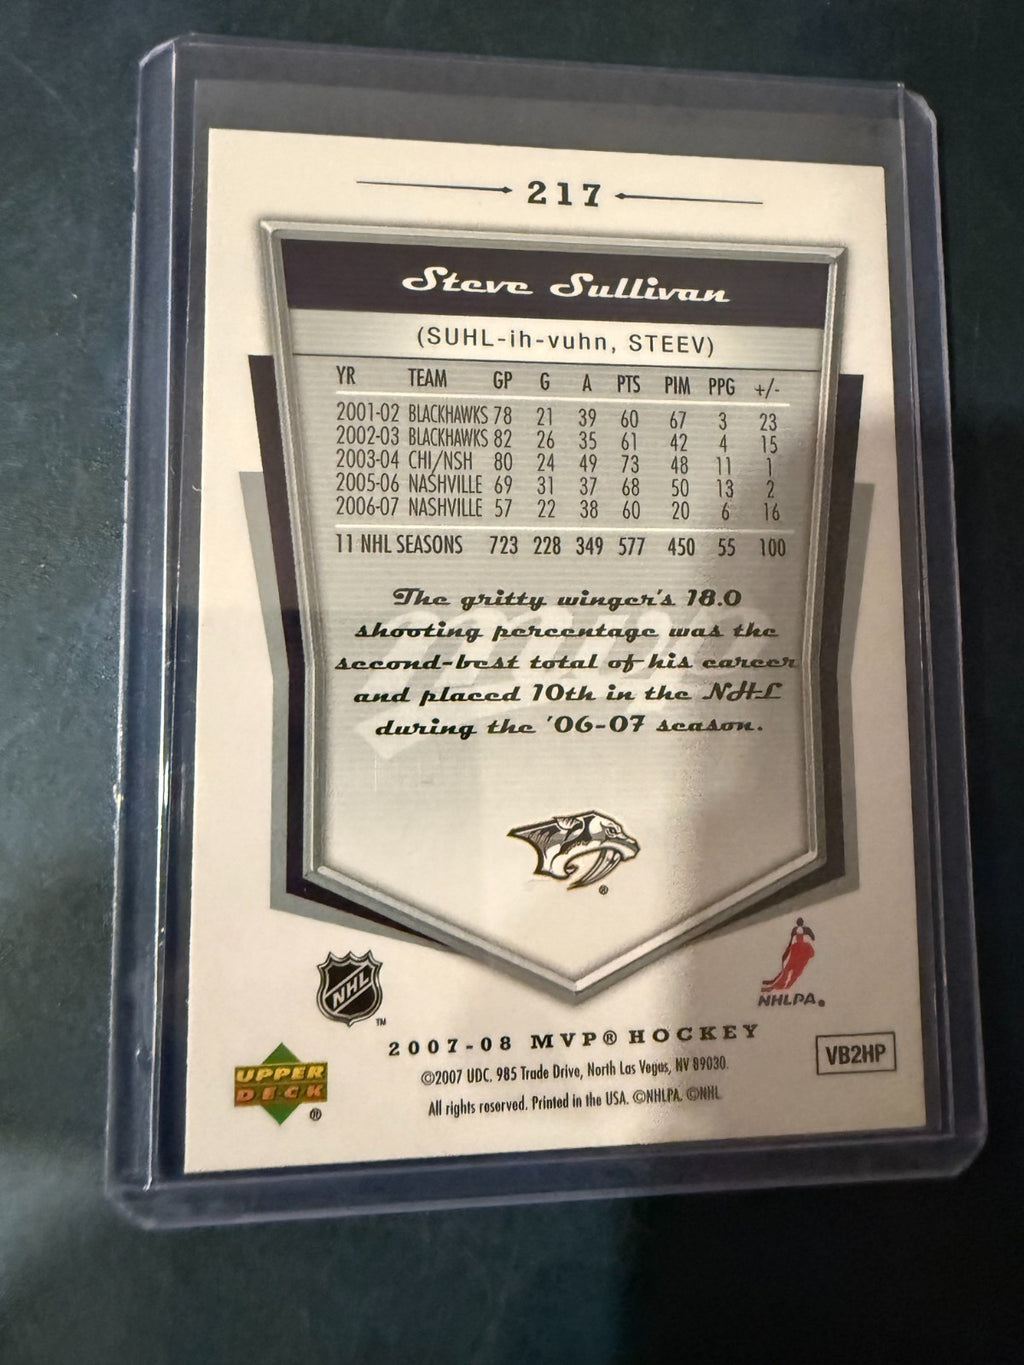 217
Steve Sullivan
(SUHL-ih-vuhn, STEEV)
YR TEAM GP G A PTS PIM PPG +/-
2001-02 BLACKHAWKS 78 21 39 60 67 3 23
2002-03 BLACKHAWKS 82 26 35 61 42 4 15
2003-04 CHI/NSH 80 24 49 73 48 11 1
2005-06 NASHVILLE 69 31 37 68 50 13 2
2006-07 NASHVILLE 57 22 38 60 20 6 16
11 NHL SEASONS 723 228 349 577 450 55 100
The gritty winger's 18.0
shooting percentage was the
second-best total of his career
and placed 10th in the NHL
during the '06-07 season.
®
NHL
TM
NHLPA®
2007-08 MVP® HOCKEY
UPPER
DECK
®
©2007 UDC. 985 Trade Drive, North Las Vegas, NV 89030.
All rights reserved. Printed in the USA. ©NHLPA. ©NHL
VB2HP